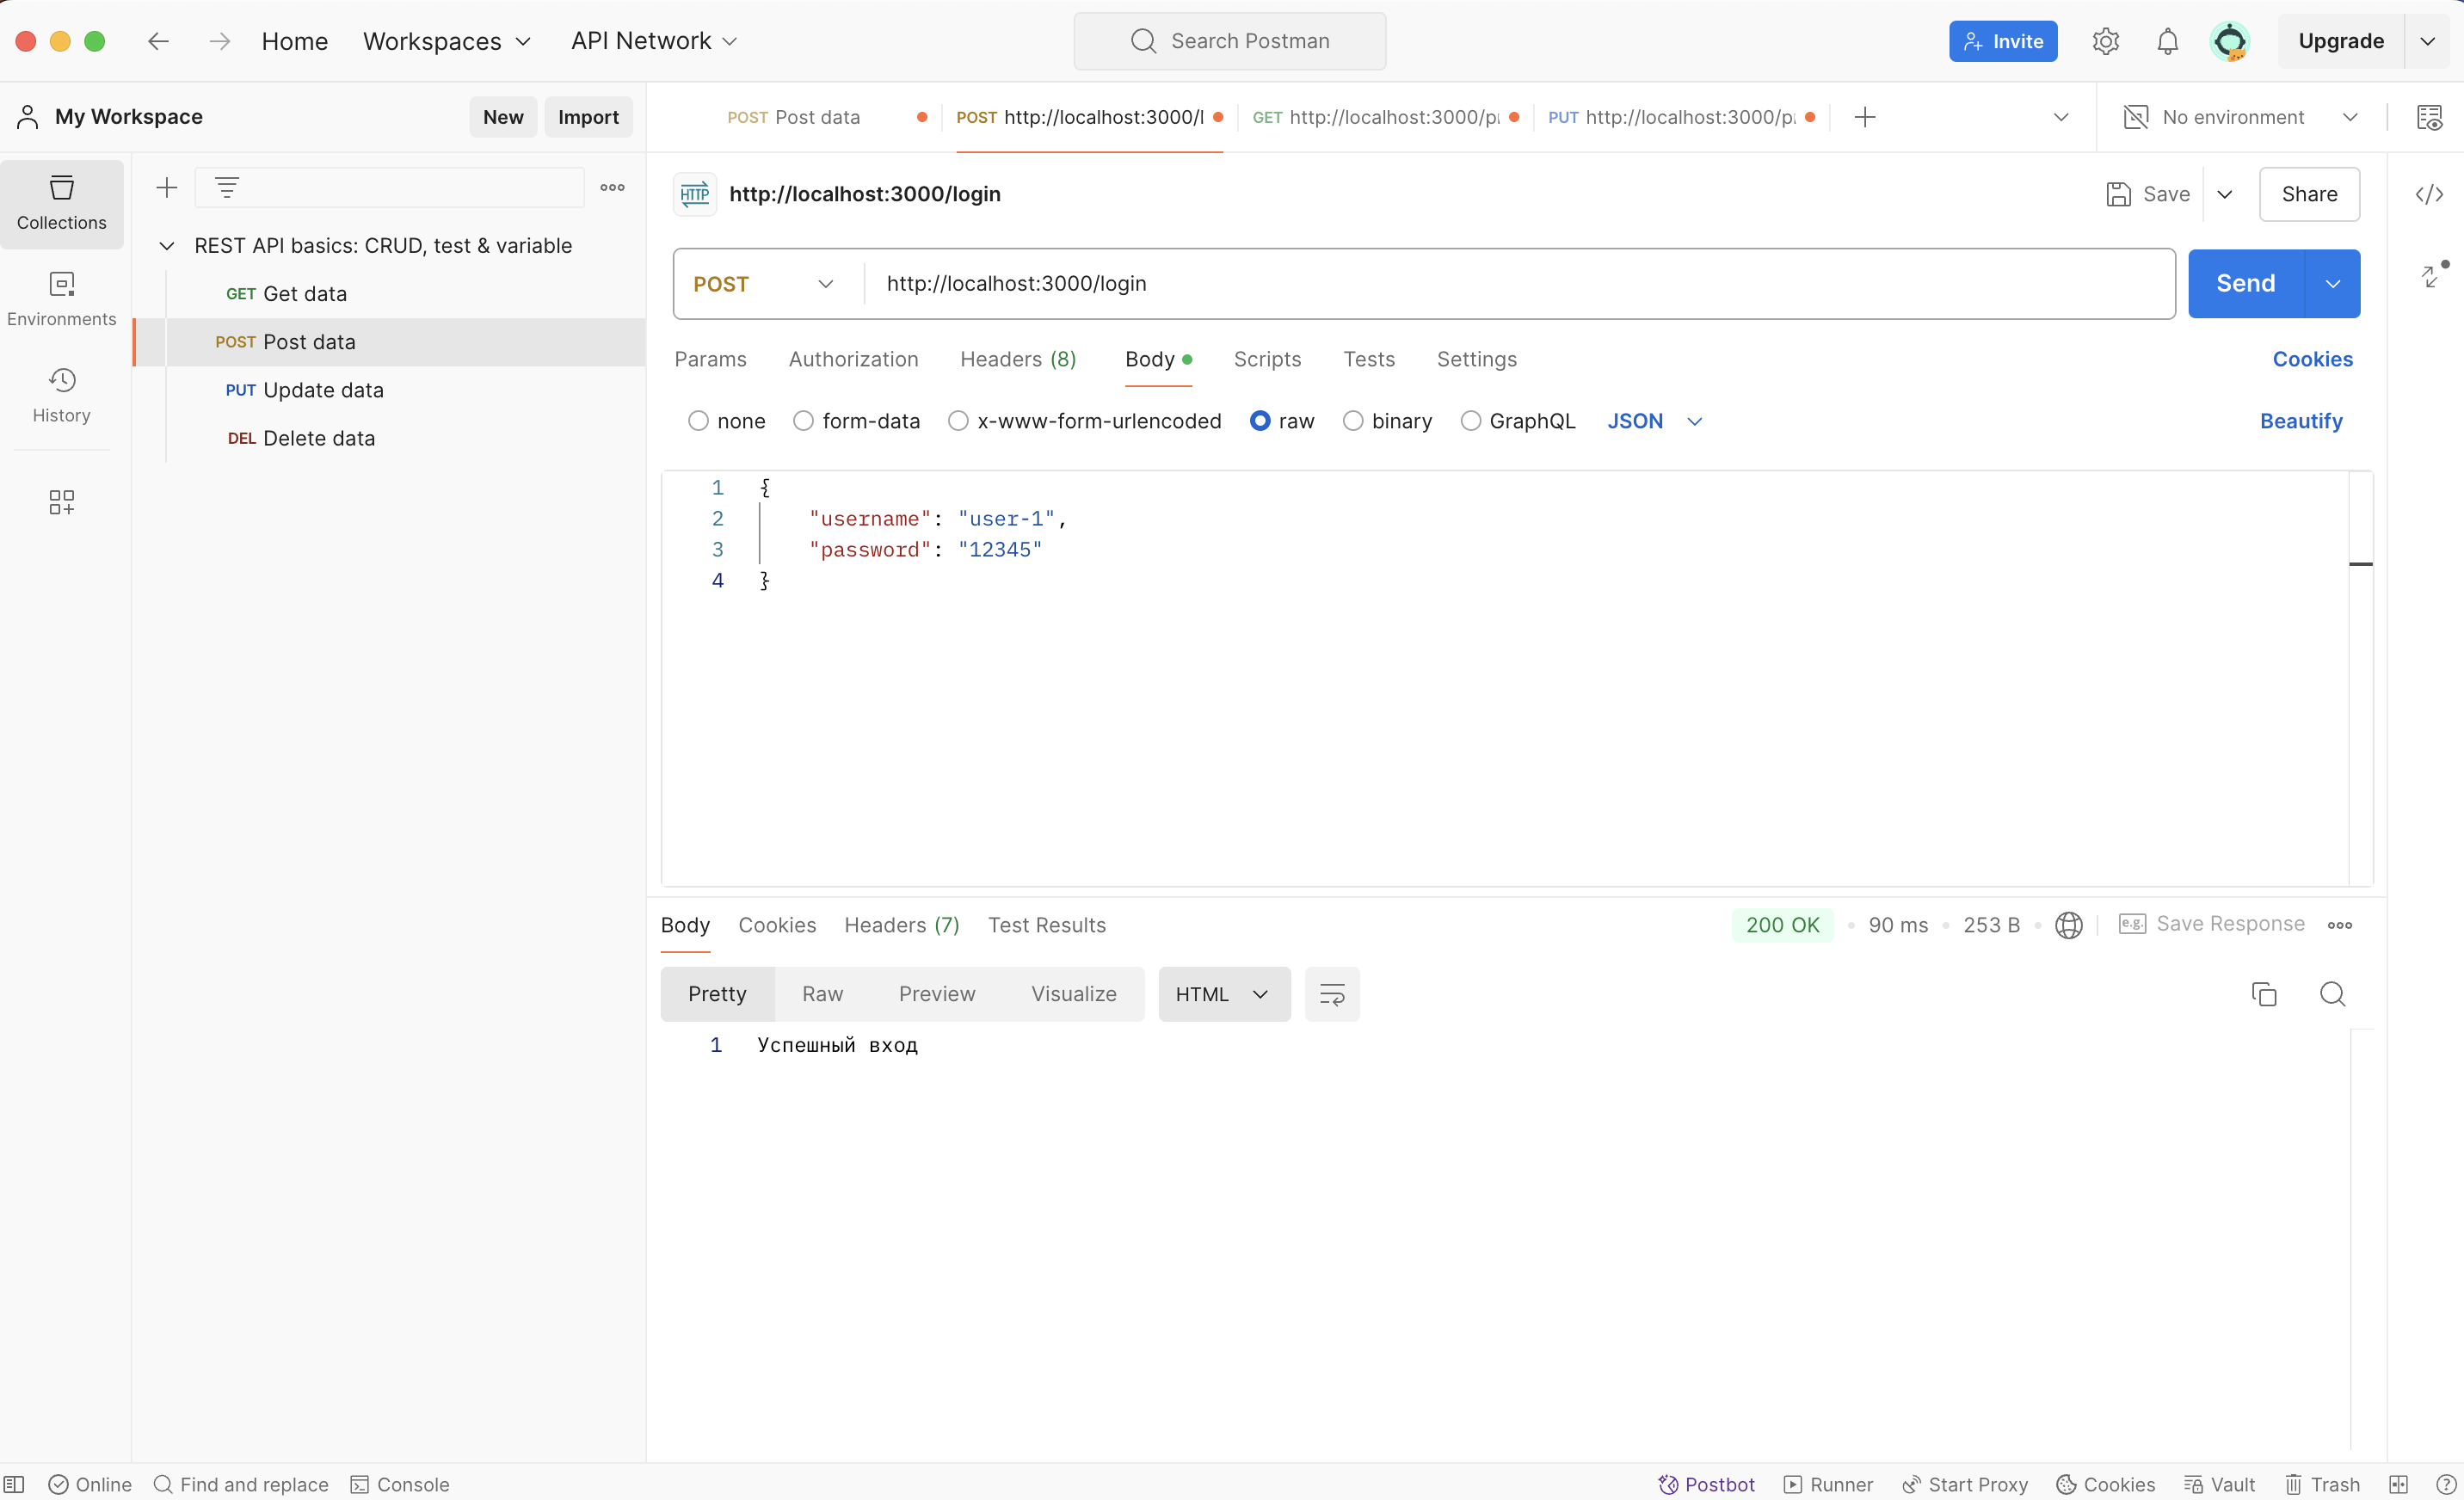 Home Workspaces API Network Search Postman Invite Upgrade
My Workspace New Import
POST Post data POST http://localhost:3000/l GET http://localhost:3000/p PUT http://localhost:3000/p No environment
Collections
Environments
History
REST API basics: CRUD, test & variable
GET Get data
POST Post data
PUT Update data
DEL Delete data
HTTP http://localhost:3000/login Save Share
POST http://localhost:3000/login Send
Params Authorization Headers (8) Body Scripts Tests Settings Cookies
none form-data x-www-form-urlencoded raw binary GraphQL JSON Beautify
1 {
2 "username": "user-1",
3 "password": "12345"
4 }
Body Cookies Headers (7) Test Results 200 OK • 90 ms • 253 B • e.g. Save Response
Pretty Raw Preview Visualize HTML
1 Успешный вход
Online Find and replace Console Postbot Runner Start Proxy Cookies Vault Trash